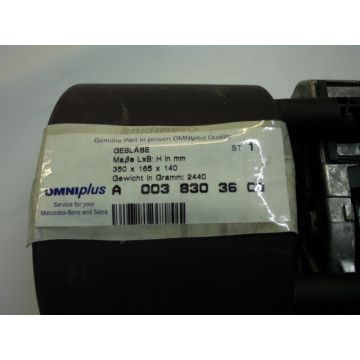 Genuine Part in proven OMNIplus Quality
OMNIplus
GEBLÄSE ST 1
Maße LxB: H in mm
350 x 165 x 140
Gewicht in Gramm: 2440
OMNIplus A 003 830 36 08
Service for your
Mercedes-Benz and Setra